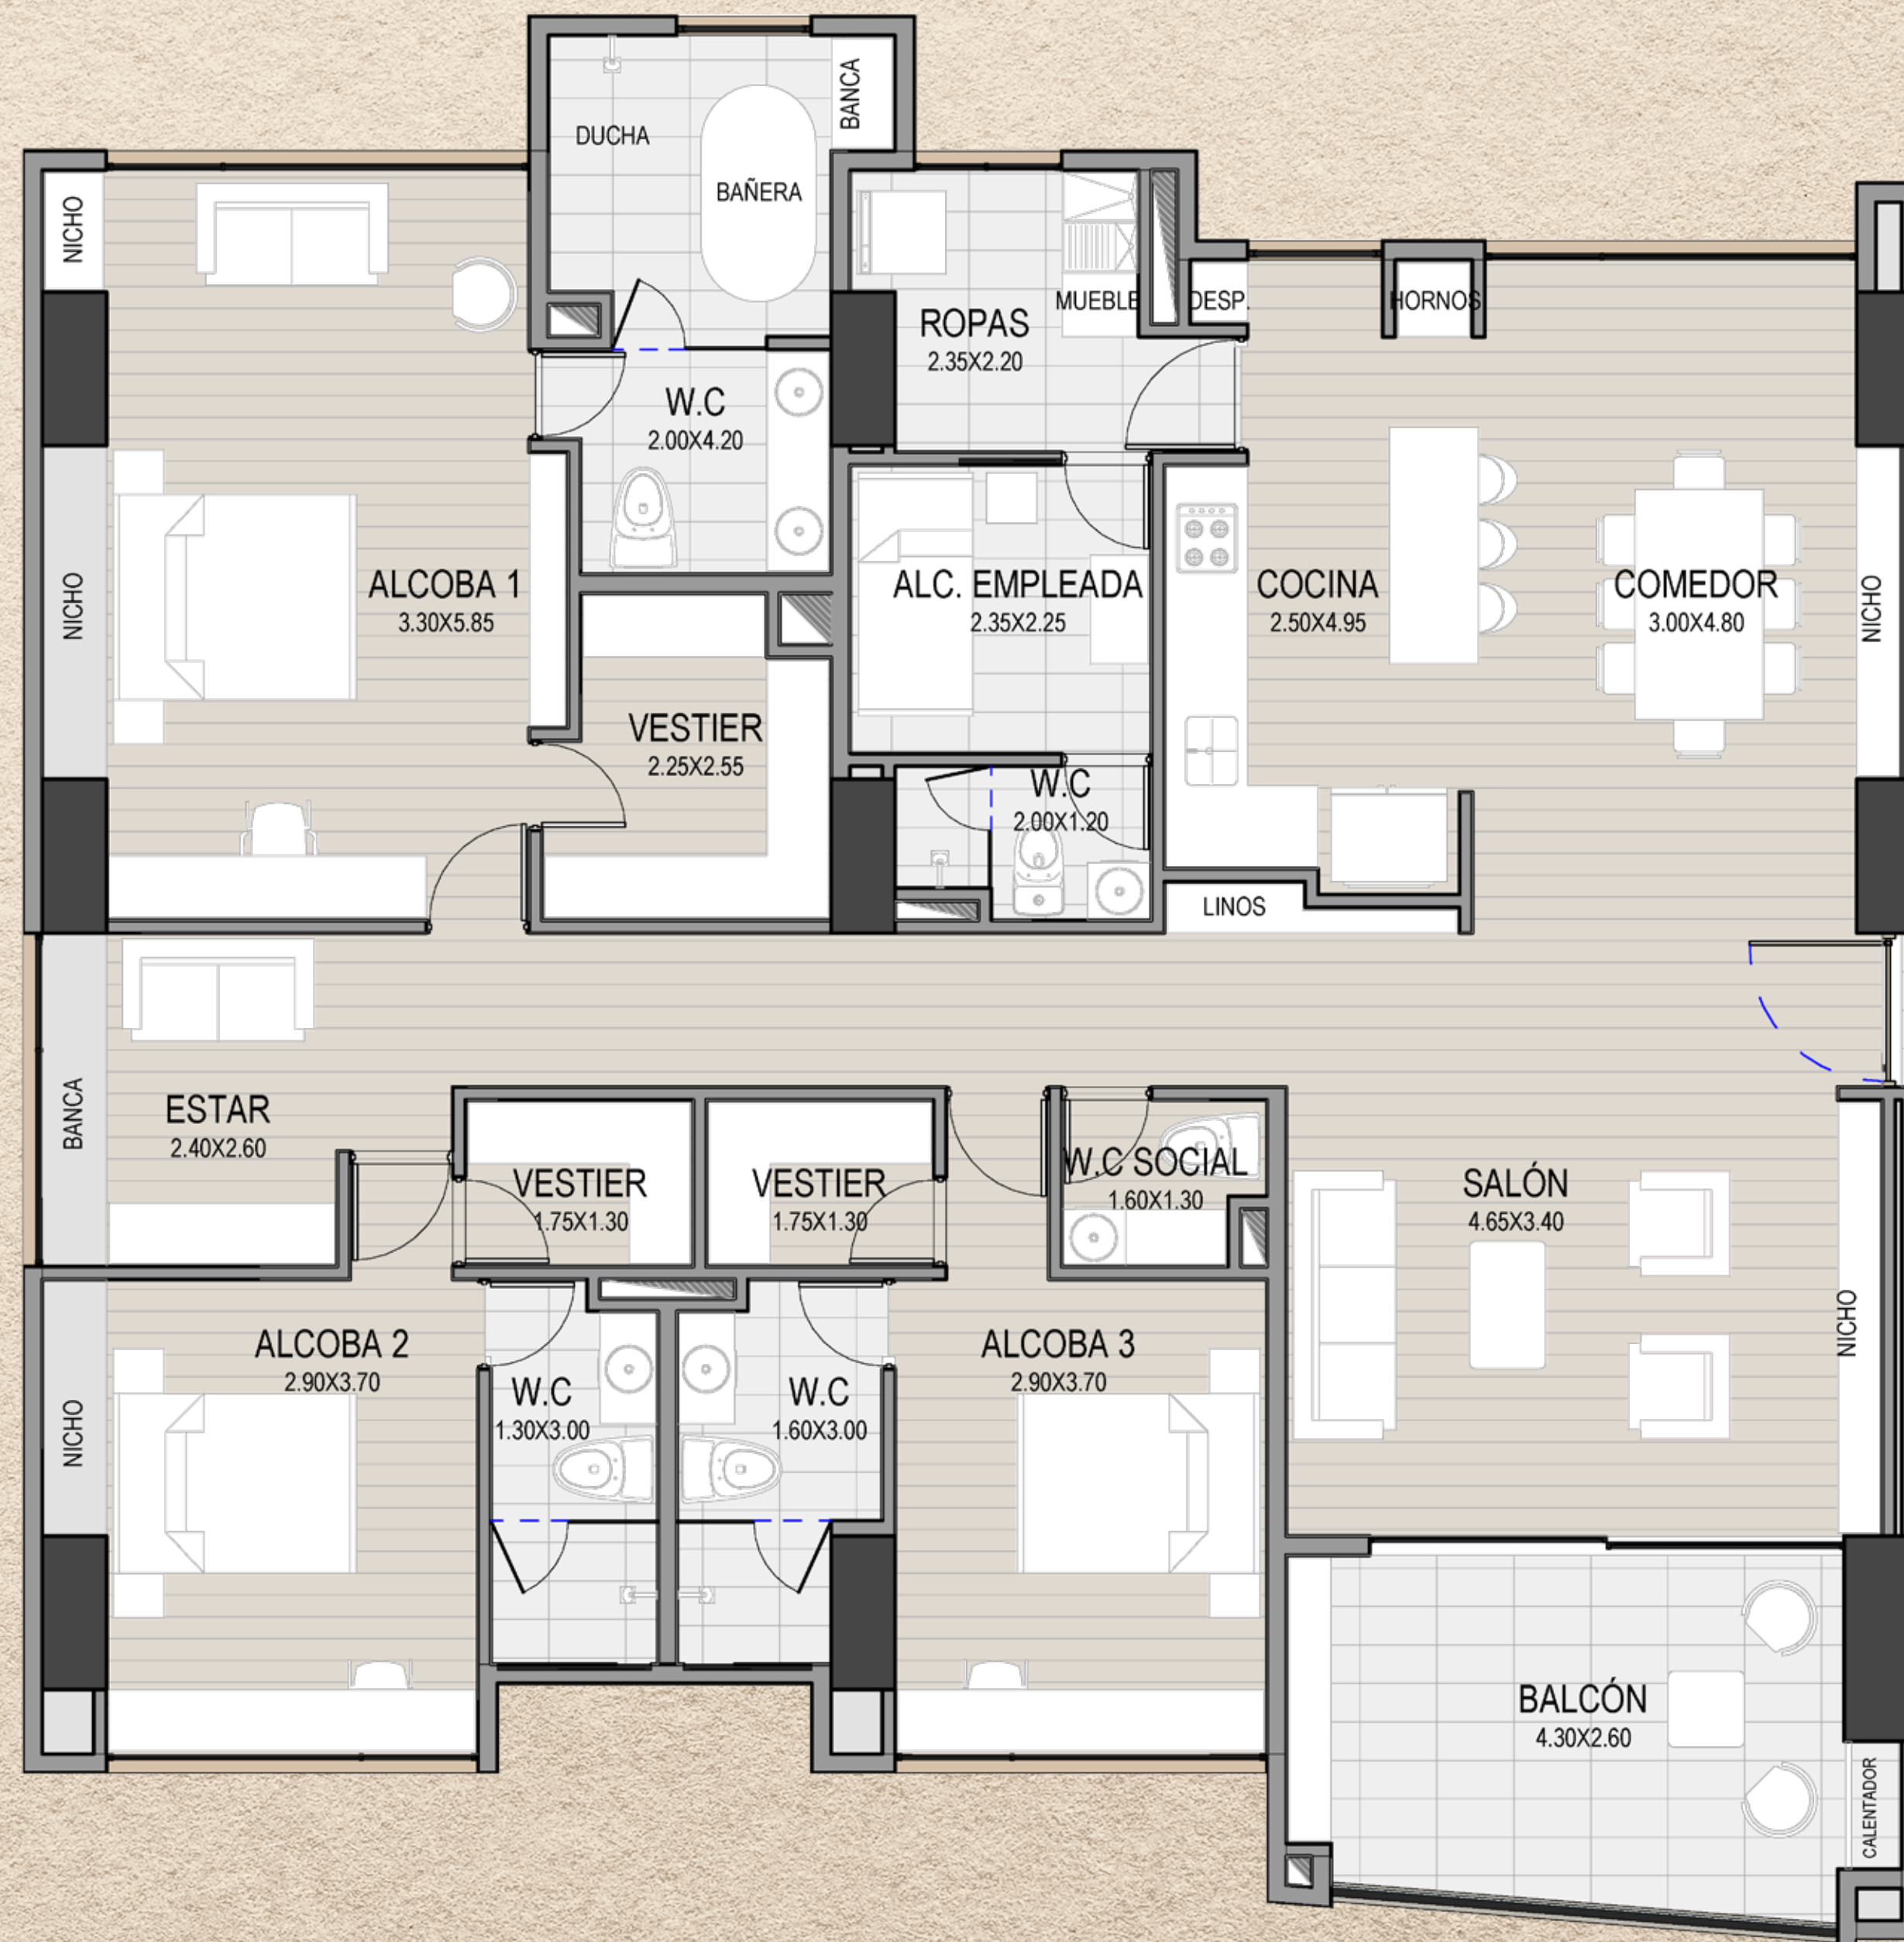 DUCHA
BAÑERA
BANCA
NICHO
ROPAS
2.35X2.20
MUEBLE
DESP.
HORNOS
W.C
2.00X4.20
NICHO
ALCOBA 1
3.30X5.85
ALC. EMPLEADA
2.35X2.25
COCINA
2.50X4.95
COMEDOR
3.00X4.80
NICHO
VESTIER
2.25X2.55
W.C
2.00X1.20
LINOS
BANCA
ESTAR
2.40X2.60
VESTIER
1.75X1.30
VESTIER
1.75X1.30
W.C SOCIAL
1.60X1.30
SALÓN
4.65X3.40
NICHO
NICHO
ALCOBA 2
2.90X3.70
W.C
1.30X3.00
W.C
1.60X3.00
ALCOBA 3
2.90X3.70
BALCÓN
4.30X2.60
CALENTADOR